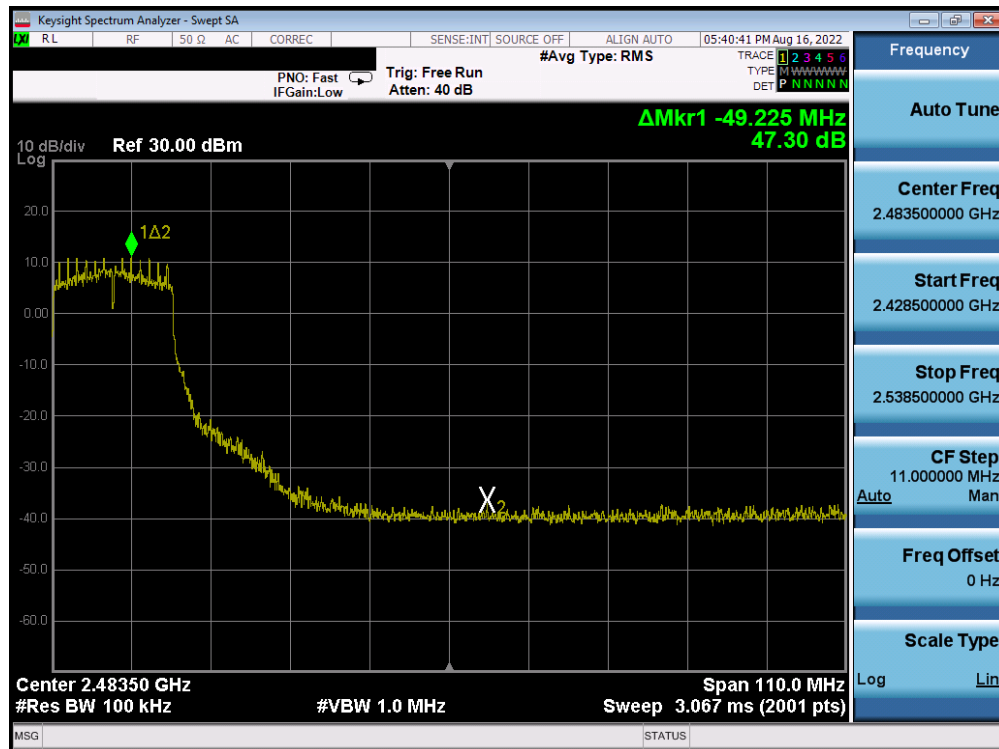 Keysight Spectrum Analyzer - Swept SA
LXI RL RF 50 Ω AC CORREC SENSE:INT SOURCE OFF ALIGN AUTO 05:40:41 PM Aug 16, 2022
#Avg Type: RMS
TRACE 1 2 3 4 5 6
PNO: Fast Trig: Free Run
TYPE M WWWWW
IFGain:Low Atten: 40 dB
DET P N N N N N
ΔMkr1 -49.225 MHz
47.30 dB
10 dB/div Ref 30.00 dBm
Log
20.0
1Δ2
10.0
0.00
-10.0
-20.0
-30.0
X2
-40.0
-50.0
-60.0
Center 2.48350 GHz Span 110.0 MHz
#Res BW 100 kHz #VBW 1.0 MHz Sweep 3.067 ms (2001 pts)
MSG STATUS
Frequency
Auto Tune
Center Freq
2.483500000 GHz
Start Freq
2.428500000 GHz
Stop Freq
2.538500000 GHz
CF Step
11.000000 MHz
Auto Man
Freq Offset
0 Hz
Scale Type
Log Lin